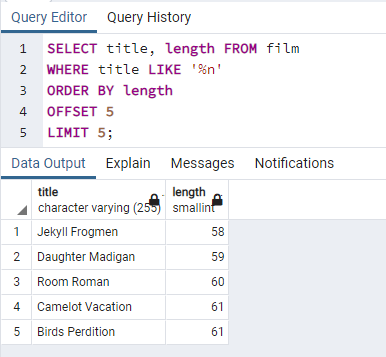 Query Editor Query History
1 SELECT title, length FROM film
2 WHERE title LIKE '%n'
3 ORDER BY length
4 OFFSET 5
5 LIMIT 5;
Data Output Explain Messages Notifications
title length
character varying (255) smallint
1 Jekyll Frogmen 58
2 Daughter Madigan 59
3 Room Roman 60
4 Camelot Vacation 61
5 Birds Perdition 61